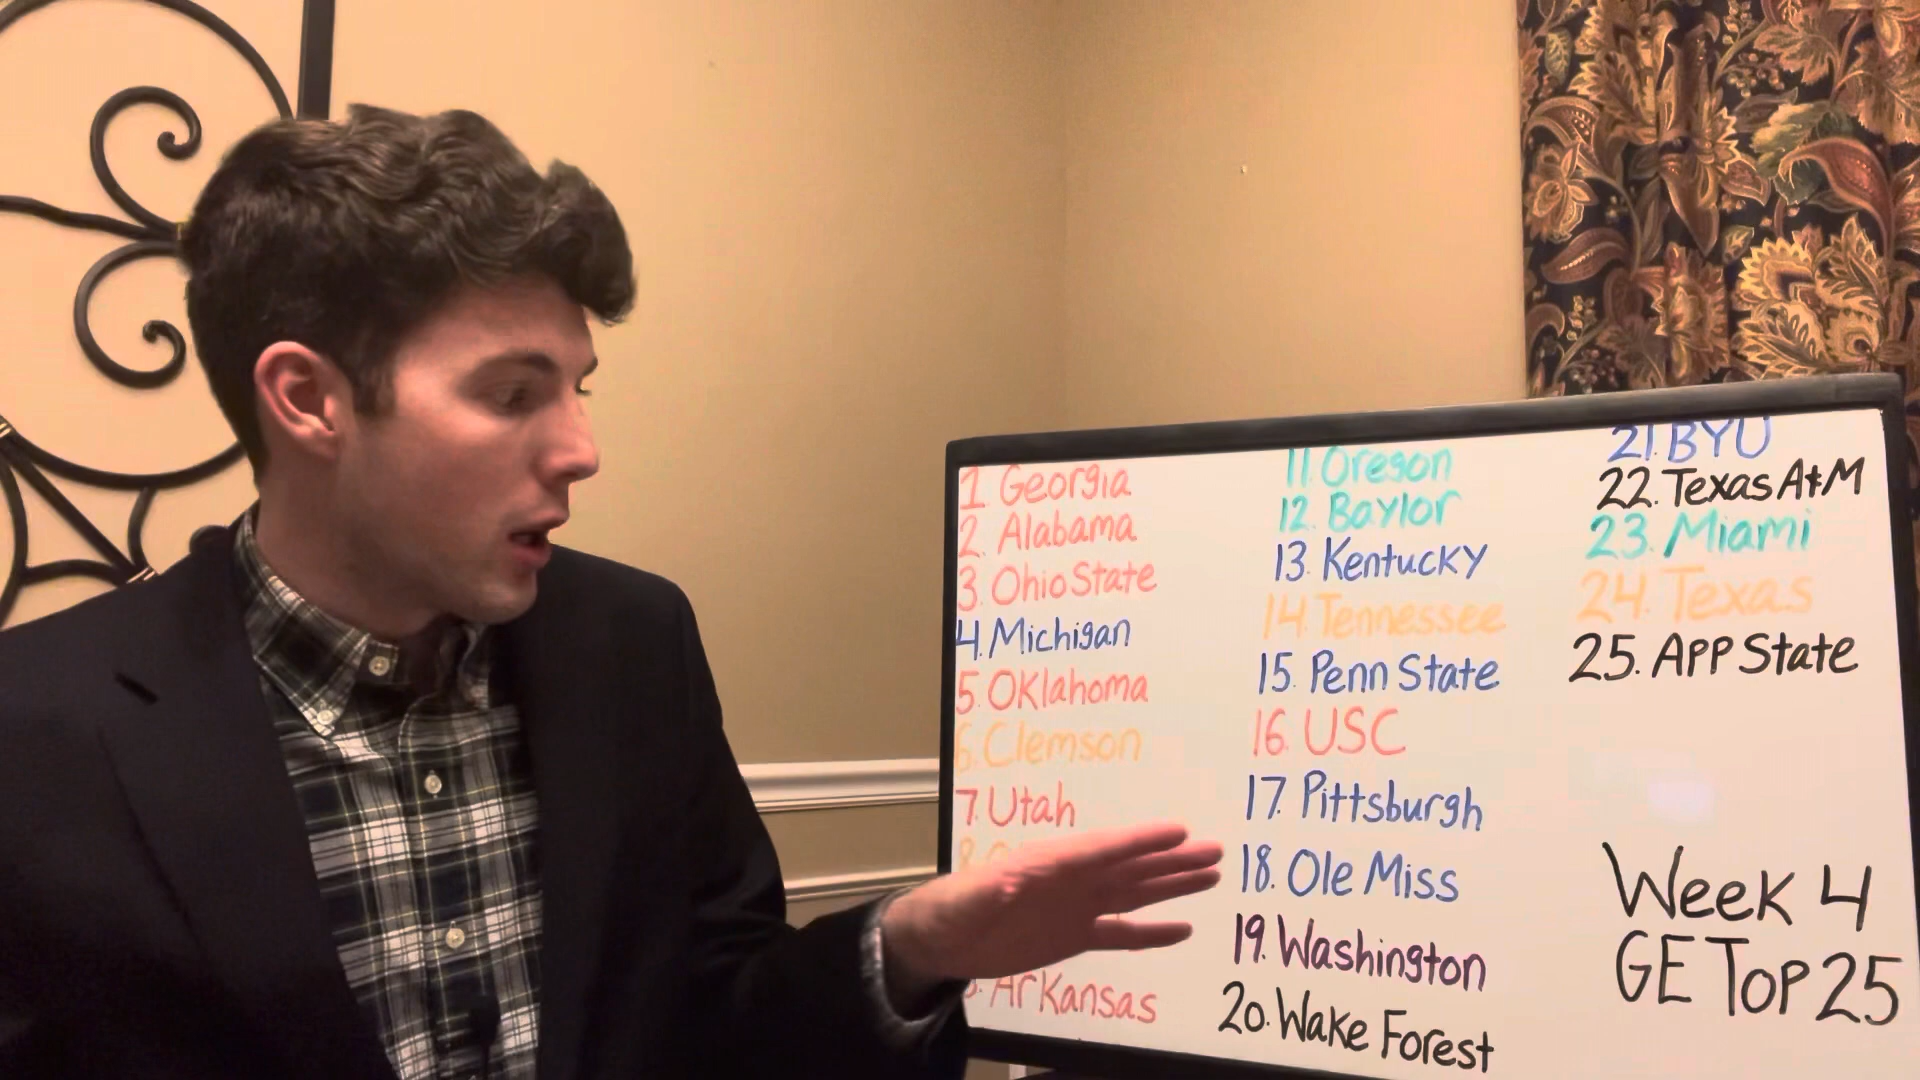 1. Georgia
2. Alabama
3. Ohio State
4. Michigan
5. Oklahoma
6. Clemson
7. Utah
8.
Arkansas
11 Oregon
12. Baylor
13. Kentucky
14 Tennessee
15. Penn State
16. USC
17. Pittsburgh
18. Ole Miss
19. Washington
20. Wake Forest
21. BYU
22. Texas A+M
23. Miami
24. Texas
25. App State
Week 4
GE Top 25